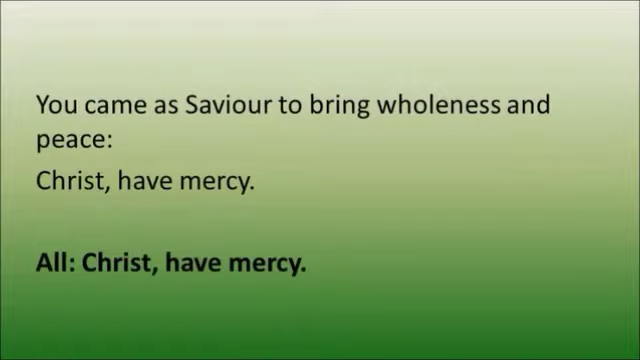 You came as Saviour to bring wholeness and
peace:
Christ, have mercy.
All: Christ, have mercy.